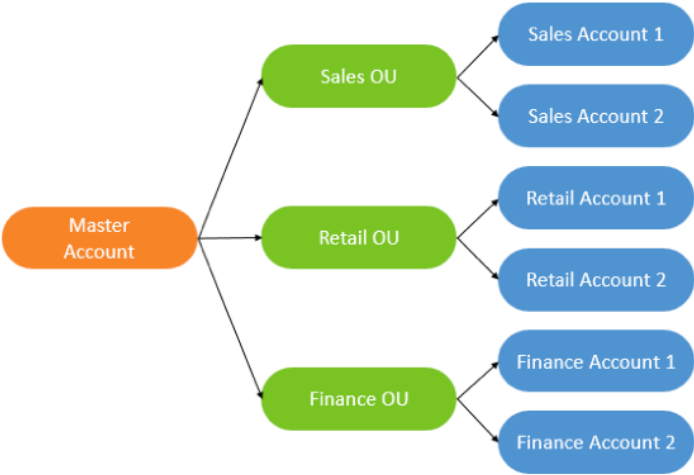 Master
Account
Sales OU
Sales Account 1
Sales Account 2
Retail OU
Retail Account 1
Retail Account 2
Finance OU
Finance Account 1
Finance Account 2